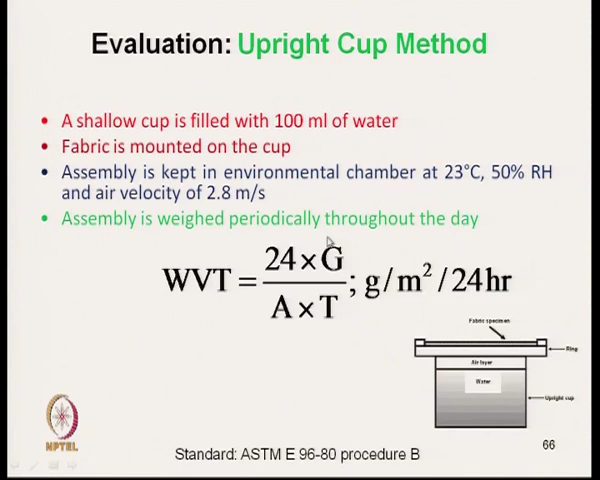 Evaluation: Upright Cup Method
• A shallow cup is filled with 100 ml of water
• Fabric is mounted on the cup
• Assembly is kept in environmental chamber at 23°C, 50% RH
and air velocity of 2.8 m/s
• Assembly is weighed periodically throughout the day
WVT = 24 × G / A × T ; g/m²/24hr
Fabric specimen
Ring
Air layer
Water
Upright cup
NPTEL
Standard: ASTM E 96-80 procedure B
66